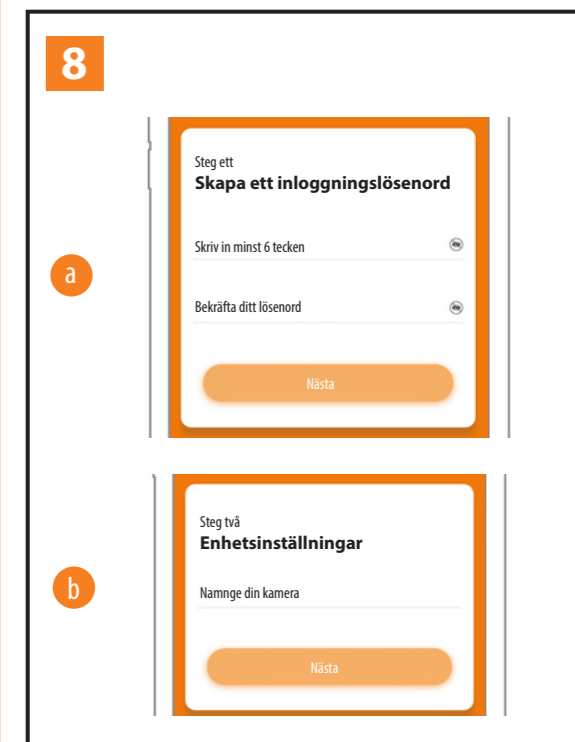 8
a
Steg ett
Skapa ett inloggningslösenord
Skriv in minst 6 tecken
Bekräfta ditt lösenord
Nästa
b
Steg två
Enhetsinställningar
Namnge din kamera
Nästa